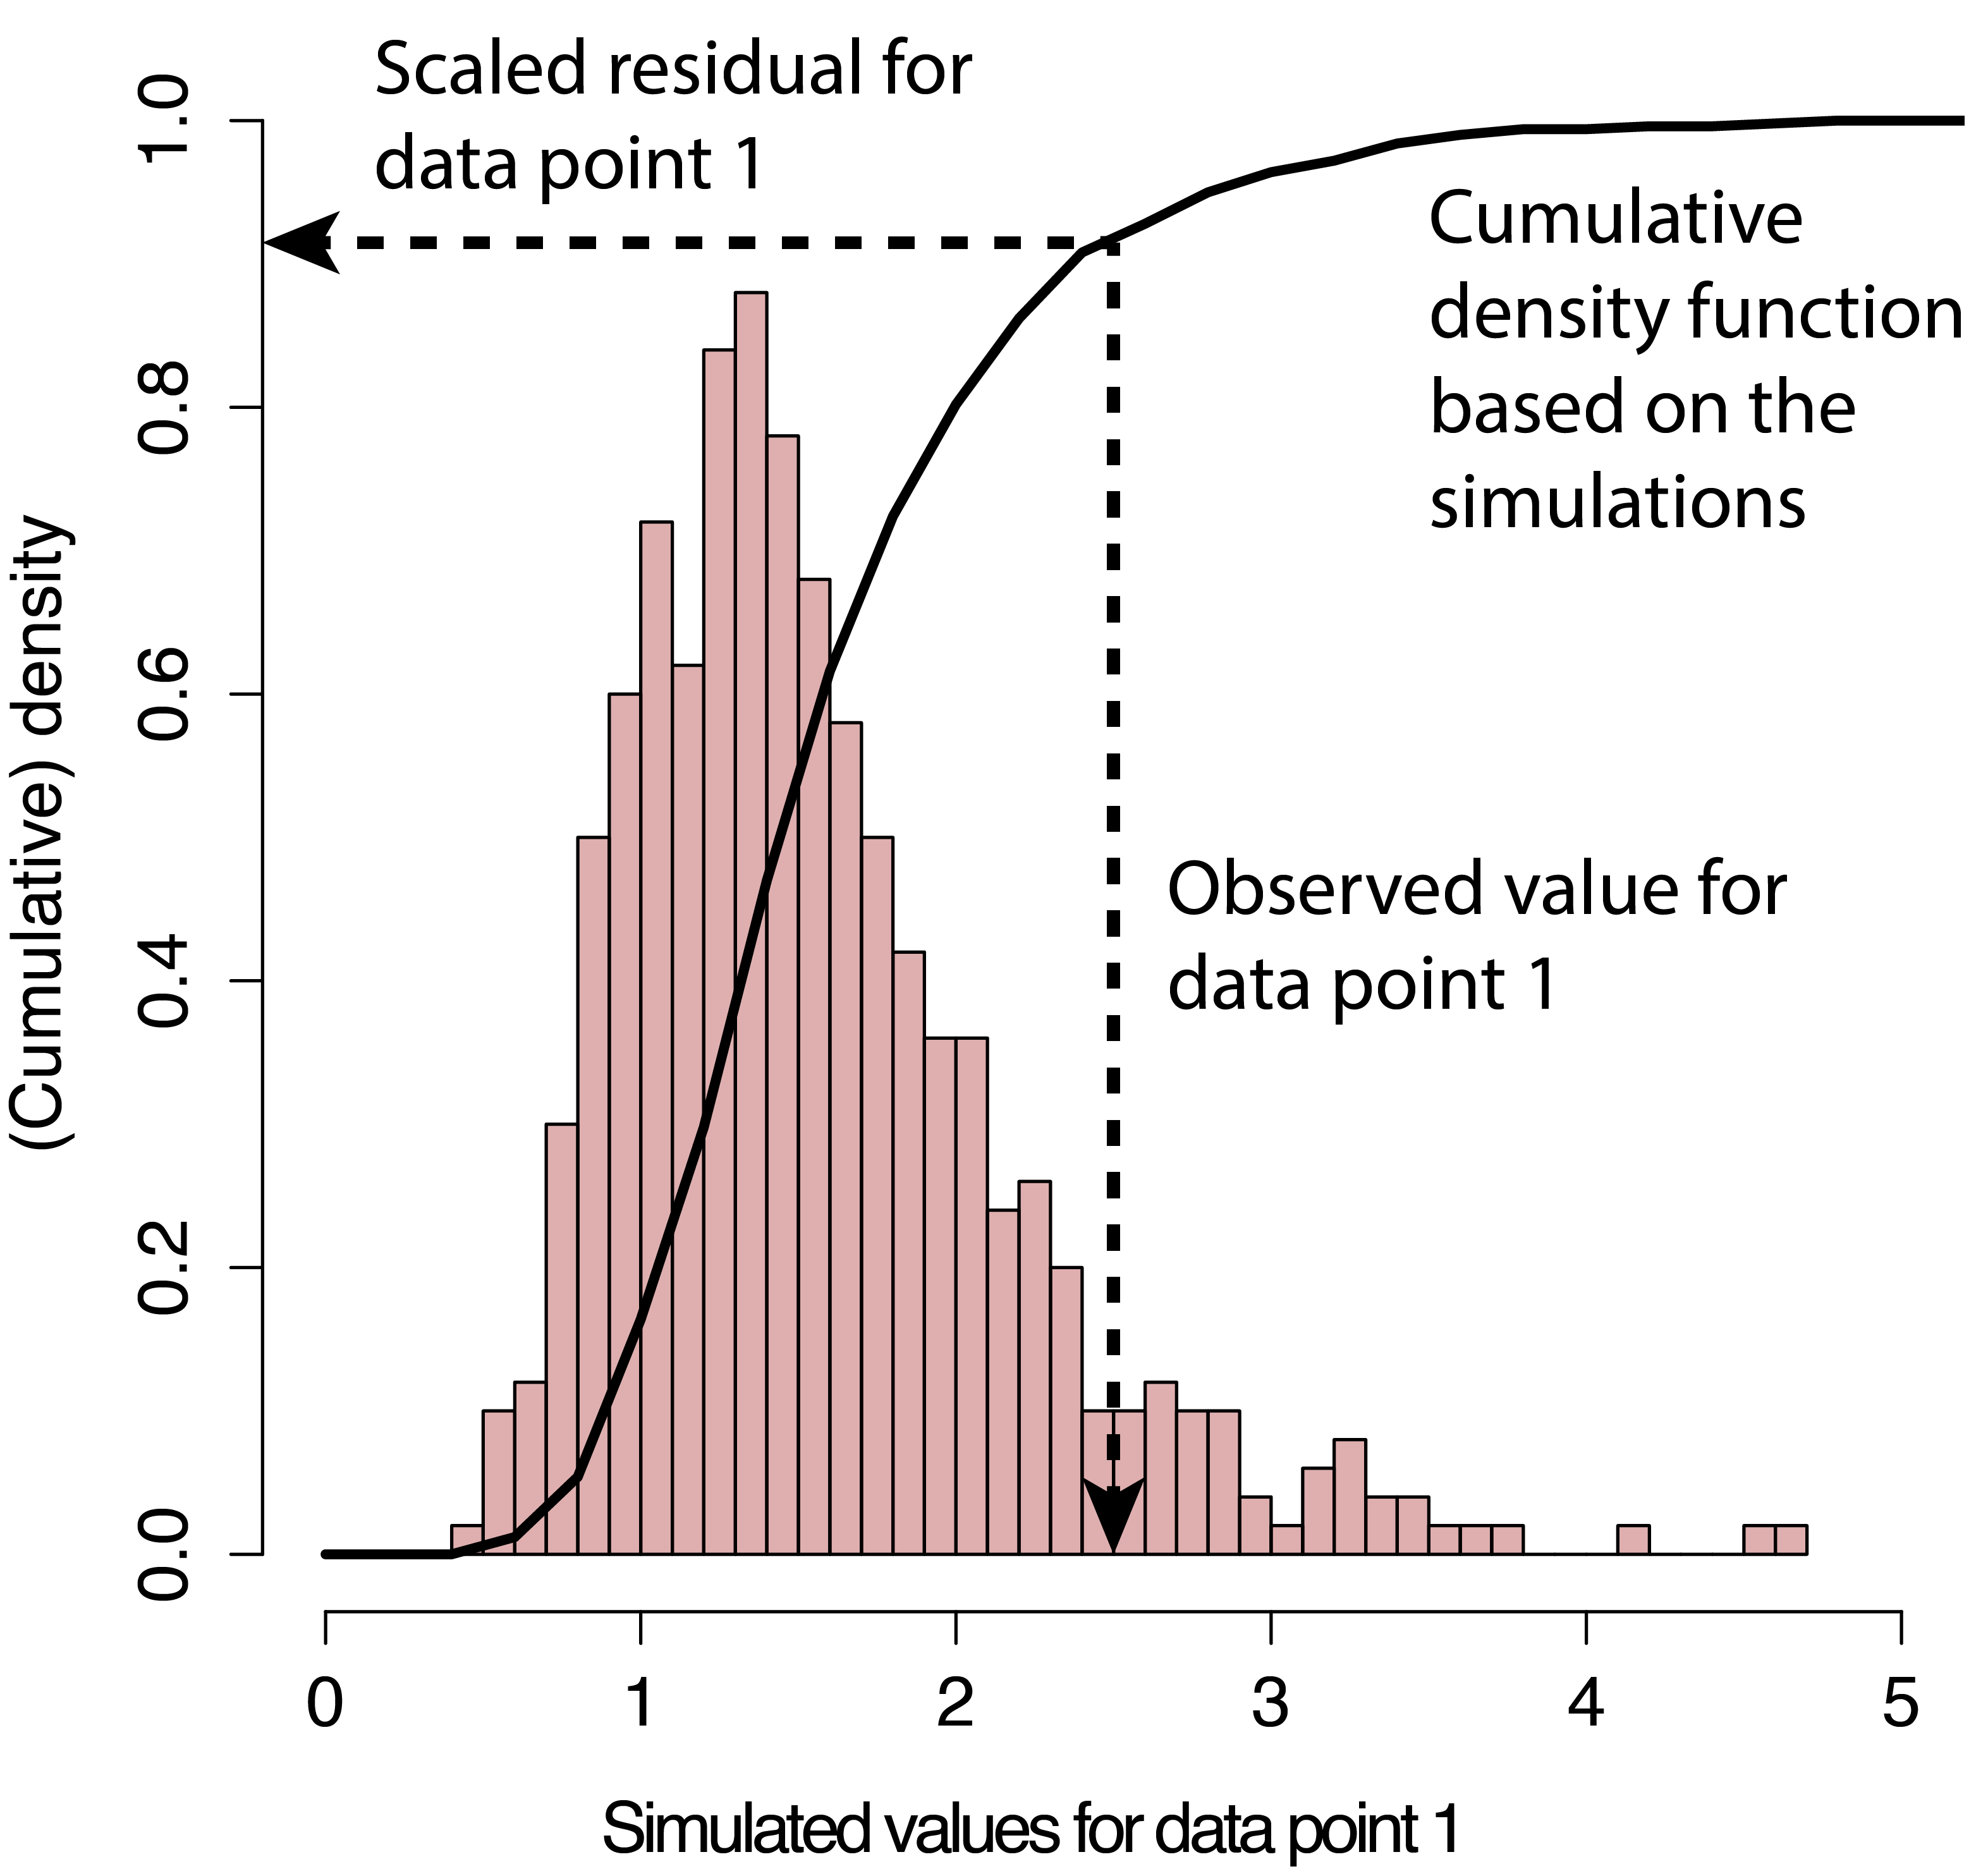 Scaled residual for
data point 1
Cumulative
density function
based on the
simulations
Observed value for
data point 1
(Cumulative) density
1.0
0.8
0.6
0.4
0.2
0.0
0 1 2 3 4 5
Simulated values for data point 1